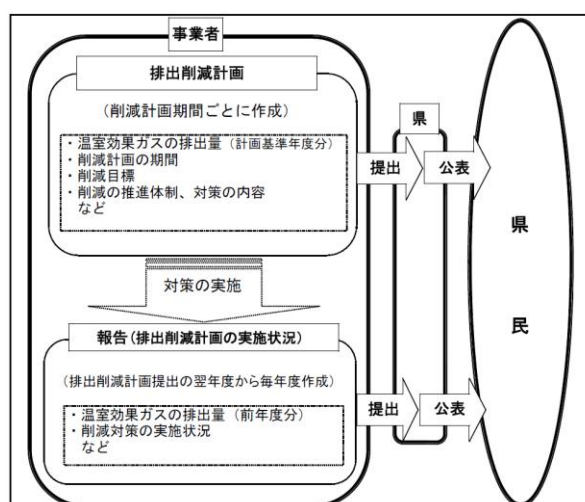 事業者
排出削減計画
(削減計画期間ごとに作成)
・温室効果ガスの排出量(計画基準年度分)
・削減計画の期間
・削減目標
・削減の推進体制、対策の内容
など
県
提出
公表
対策の実施
県
民
報告(排出削減計画の実施状況)
(排出削減計画提出の翌年度から毎年度作成)
・温室効果ガスの排出量(前年度分)
・削減対策の実施状況
など
提出
公表